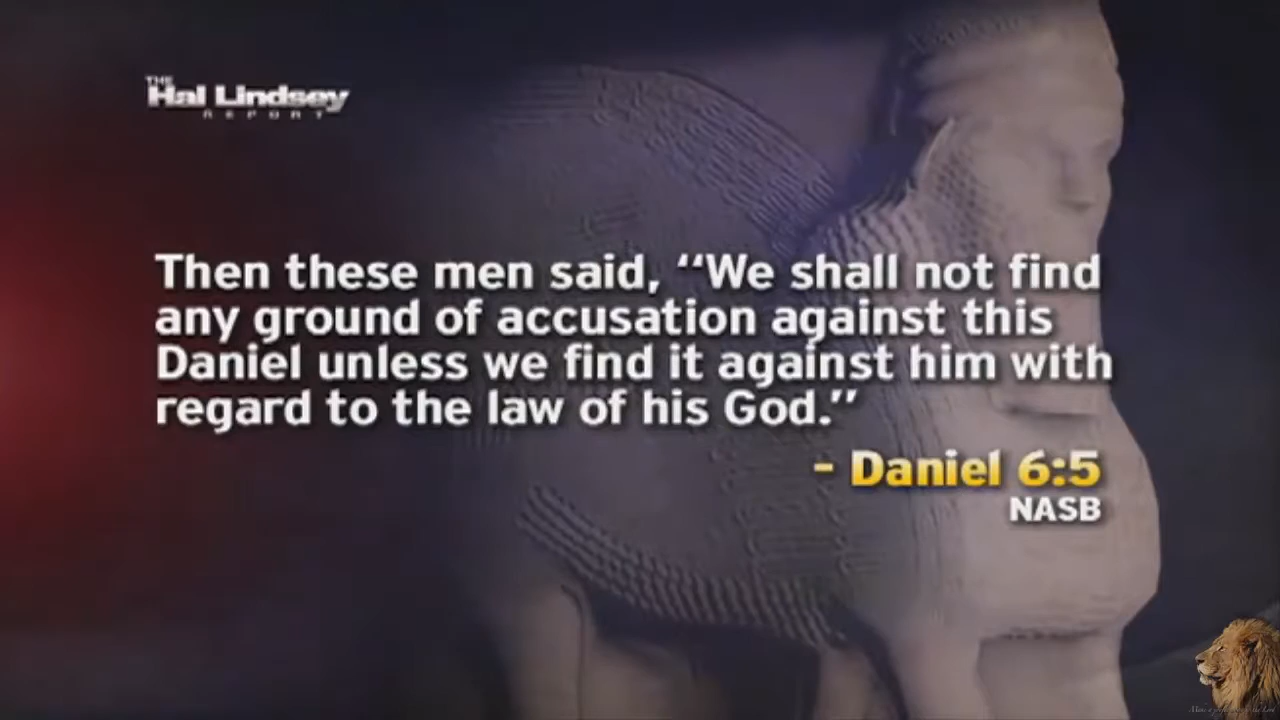 THE
Hal Lindsey
REPORT
Then these men said, “We shall not find
any ground of accusation against this
Daniel unless we find it against him with
regard to the law of his God.”
- Daniel 6:5
NASB